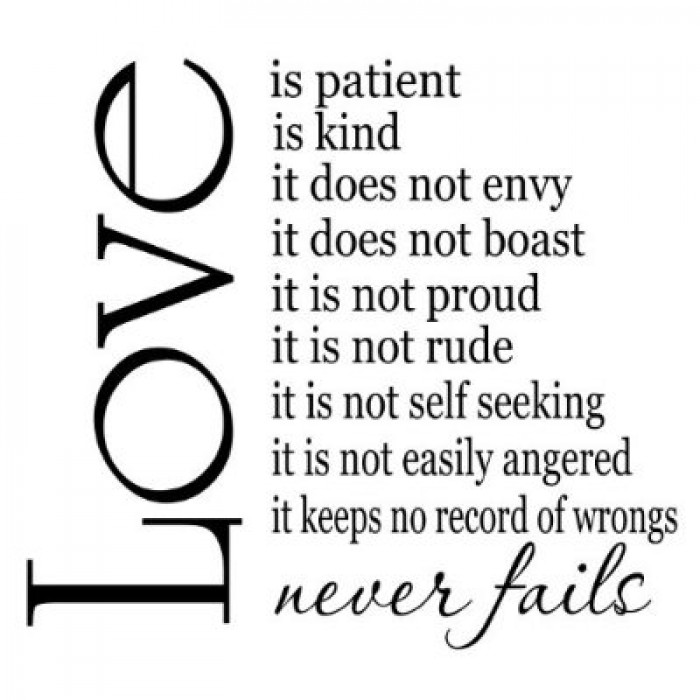 Love
is patient
is kind
it does not envy
it does not boast
it is not proud
it is not rude
it is not self seeking
it is not easily angered
it keeps no record of wrongs
never fails